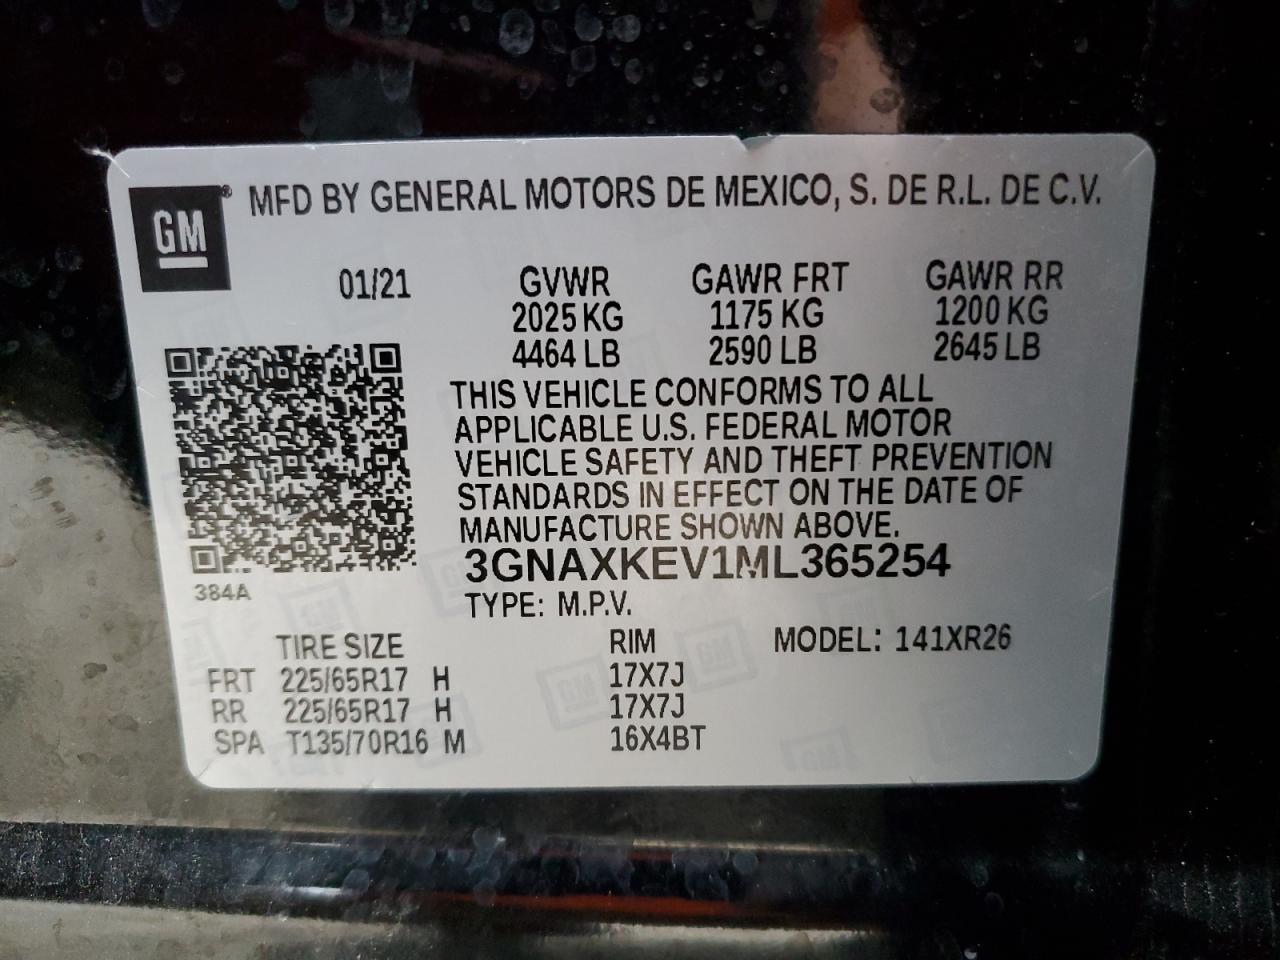 GM® MFD BY GENERAL MOTORS DE MEXICO, S. DE R.L. DE C.V.
01/21 GVWR GAWR FRT GAWR RR
2025 KG 1175 KG 1200 KG
4464 LB 2590 LB 2645 LB
THIS VEHICLE CONFORMS TO ALL
APPLICABLE U.S. FEDERAL MOTOR
VEHICLE SAFETY AND THEFT PREVENTION
STANDARDS IN EFFECT ON THE DATE OF
MANUFACTURE SHOWN ABOVE.
3GNAXKEV1ML365254
384A
TYPE: M.P.V.
TIRE SIZE RIM MODEL: 141XR26
FRT 225/65R17 H 17X7J
RR 225/65R17 H 17X7J
SPA T135/70R16 M 16X4BT